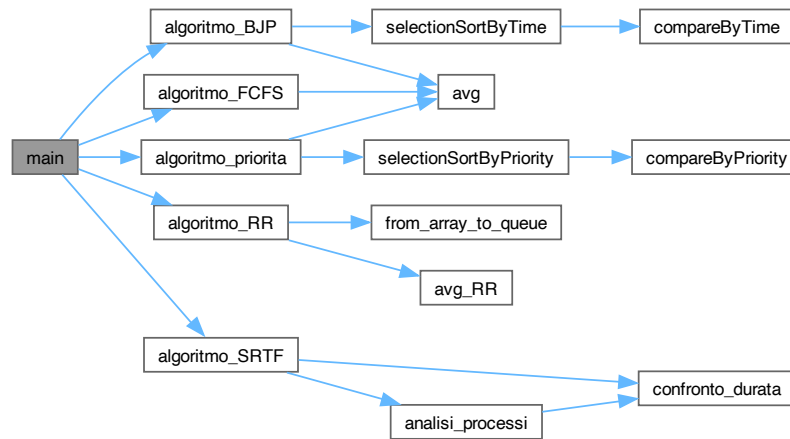 algoritmo_BJP
selectionSortByTime
compareByTime
algoritmo_FCFS
avg
main
algoritmo_priorita
selectionSortByPriority
compareByPriority
algoritmo_RR
from_array_to_queue
avg_RR
algoritmo_SRTF
confronto_durata
analisi_processi